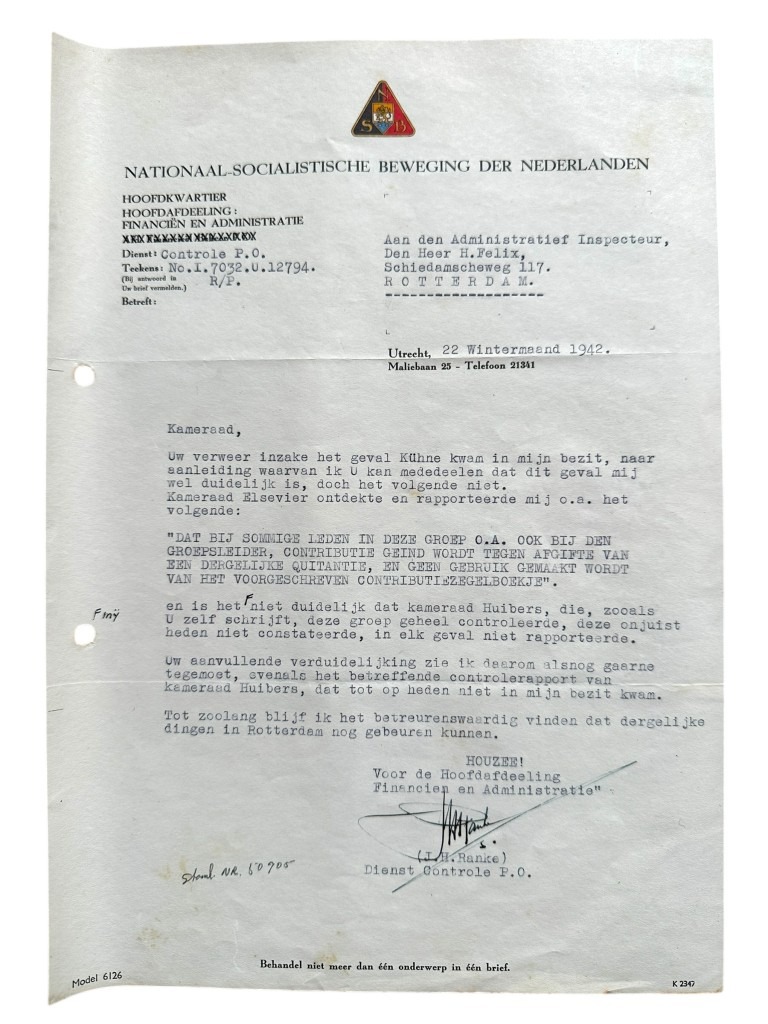 N
S B
NATIONAAL-SOCIALISTISCHE BEWEGING DER NEDERLANDEN
HOOFDKWARTIER
HOOFDAFDEELING:
FINANCIËN EN ADMINISTRATIE
Dienst: Controle P.O.
Teekens: No.I.7032.U.12794.
(Bij antwoord in R/P.
Uw brief vermelden.)
Betreft:
Aan den Administratief Inspecteur,
Den Heer H.Felix,
Schiedamscheweg 117.
R O T T E R D A M.
-------------------
Utrecht, 22 Wintermaand 1942.
Maliebaan 25 - Telefoon 21341
Kameraad,
Uw verweer inzake het geval Kühne kwam in mijn bezit, naar
aanleiding waarvan ik U kan mededeelen dat dit geval mij
wel duidelijk is, doch het volgende niet.
Kameraad Elsevier ontdekte en rapporteerde mij o.a. het
volgende:
"DAT BIJ SOMMIGE LEDEN IN DEZE GROEP O.A. OOK BIJ DEN
GROEPSLEIDER, CONTRIBUTIE GEIND WORDT TEGEN AFGIFTE VAN
EEN DERGELIJKE QUITANTIE, EN GEEN GEBRUIK GEMAAKT WORDT
VAN HET VOORGESCHREVEN CONTRIBUTIEZEGELBOEKJE".
Γ mij
en is het Γ niet duidelijk dat kameraad Huibers, die, zooals
U zelf schrijft, deze groep geheel controleerde, deze onjuist
heden niet constateerde, in elk geval niet rapporteerde.
Uw aanvullende verduidelijking zie ik daarom alsnog gaarne
tegemoet, evenals het betreffende controlerapport van
kameraad Huibers, dat tot op heden niet in mijn bezit kwam.
Tot zoolang blijf ik het betreurenswaardig vinden dat dergelijke
dingen in Rotterdam nog gebeuren kunnen.
HOUZEE!
Voor de Hoofdafdeeling
Financien en Administratie"
(J.H.Ranke)
Dienst Controle P.O.
Stamb. NR. 50905
Behandel niet meer dan één onderwerp in één brief.
Model 6126
K 2347